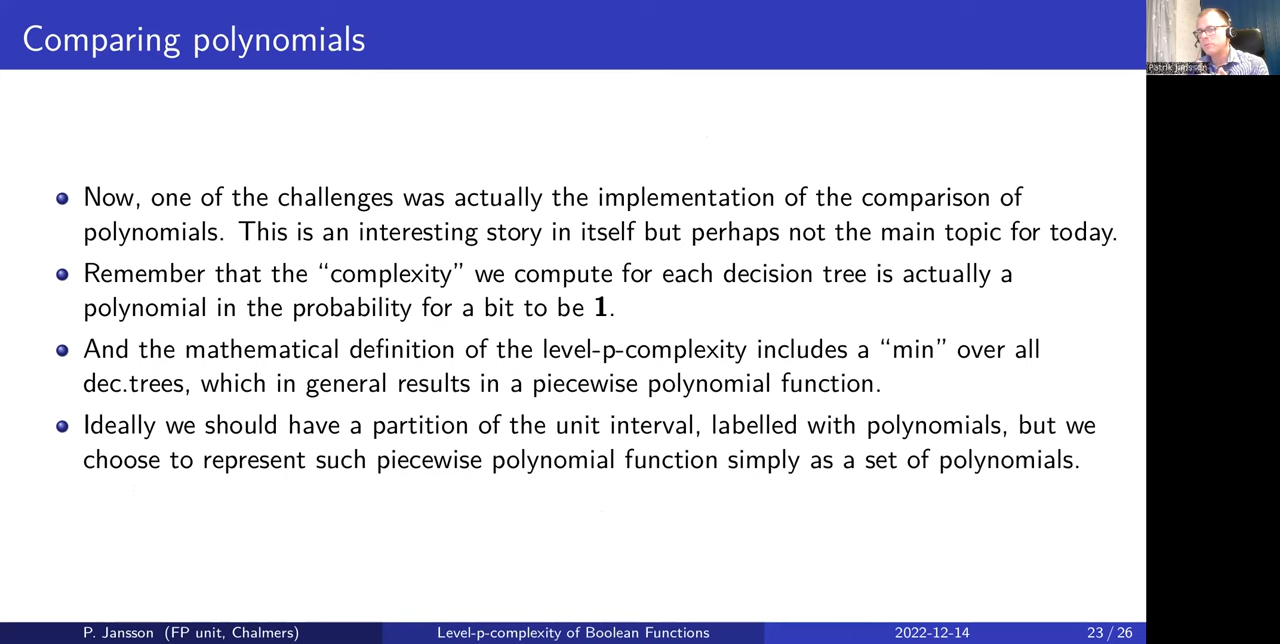 Comparing polynomials
Patrik Jansson
Now, one of the challenges was actually the implementation of the comparison of
polynomials. This is an interesting story in itself but perhaps not the main topic for today.
Remember that the “complexity” we compute for each decision tree is actually a
polynomial in the probability for a bit to be 1.
And the mathematical definition of the level-p-complexity includes a “min” over all
dec.trees, which in general results in a piecewise polynomial function.
Ideally we should have a partition of the unit interval, labelled with polynomials, but we
choose to represent such piecewise polynomial function simply as a set of polynomials.
P. Jansson (FP unit, Chalmers) Level-p-complexity of Boolean Functions 2022-12-14 23 / 26